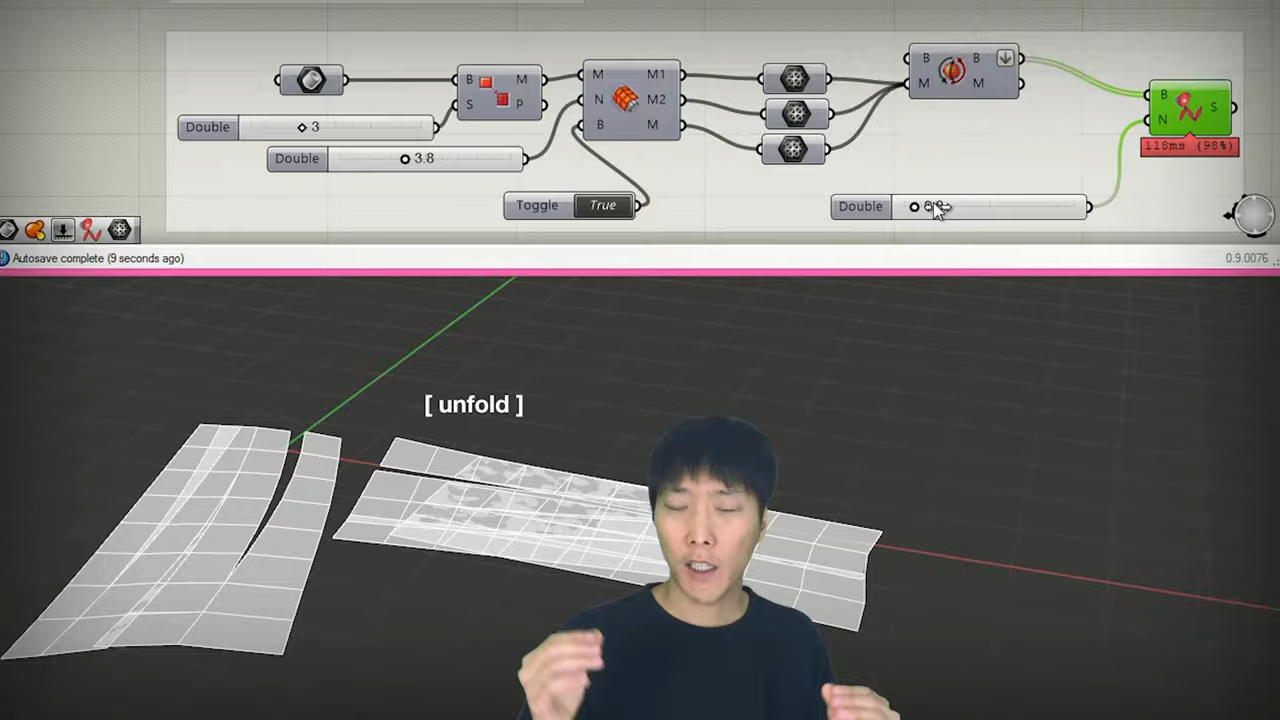 B M
S P
Double 3
Double 3.8
M M1
N M2
B M
Toggle True
B B
M M
B S
N
118ms (98%)
Double
Autosave complete (9 seconds ago)
0.9.0076
[ unfold ]